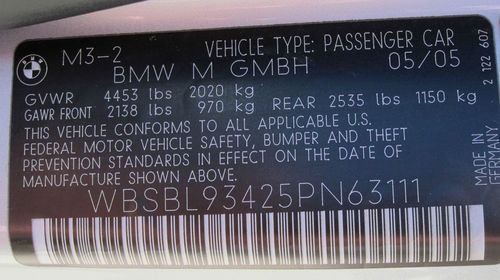 BMW
M3-2 VEHICLE TYPE: PASSENGER CAR
BMW M GMBH 05/05
GVWR 4453 lbs 2020 kg
GAWR FRONT 2138 lbs 970 kg REAR 2535 lbs 1150 kg
THIS VEHICLE CONFORMS TO ALL APPLICABLE U.S.
FEDERAL MOTOR VEHICLE SAFETY, BUMPER AND THEFT
PREVENTION STANDARDS IN EFFECT ON THE DATE OF
MANUFACTURE SHOWN ABOVE.
WBSBL93425PN63111
2 122 607
MADE IN GERMANY